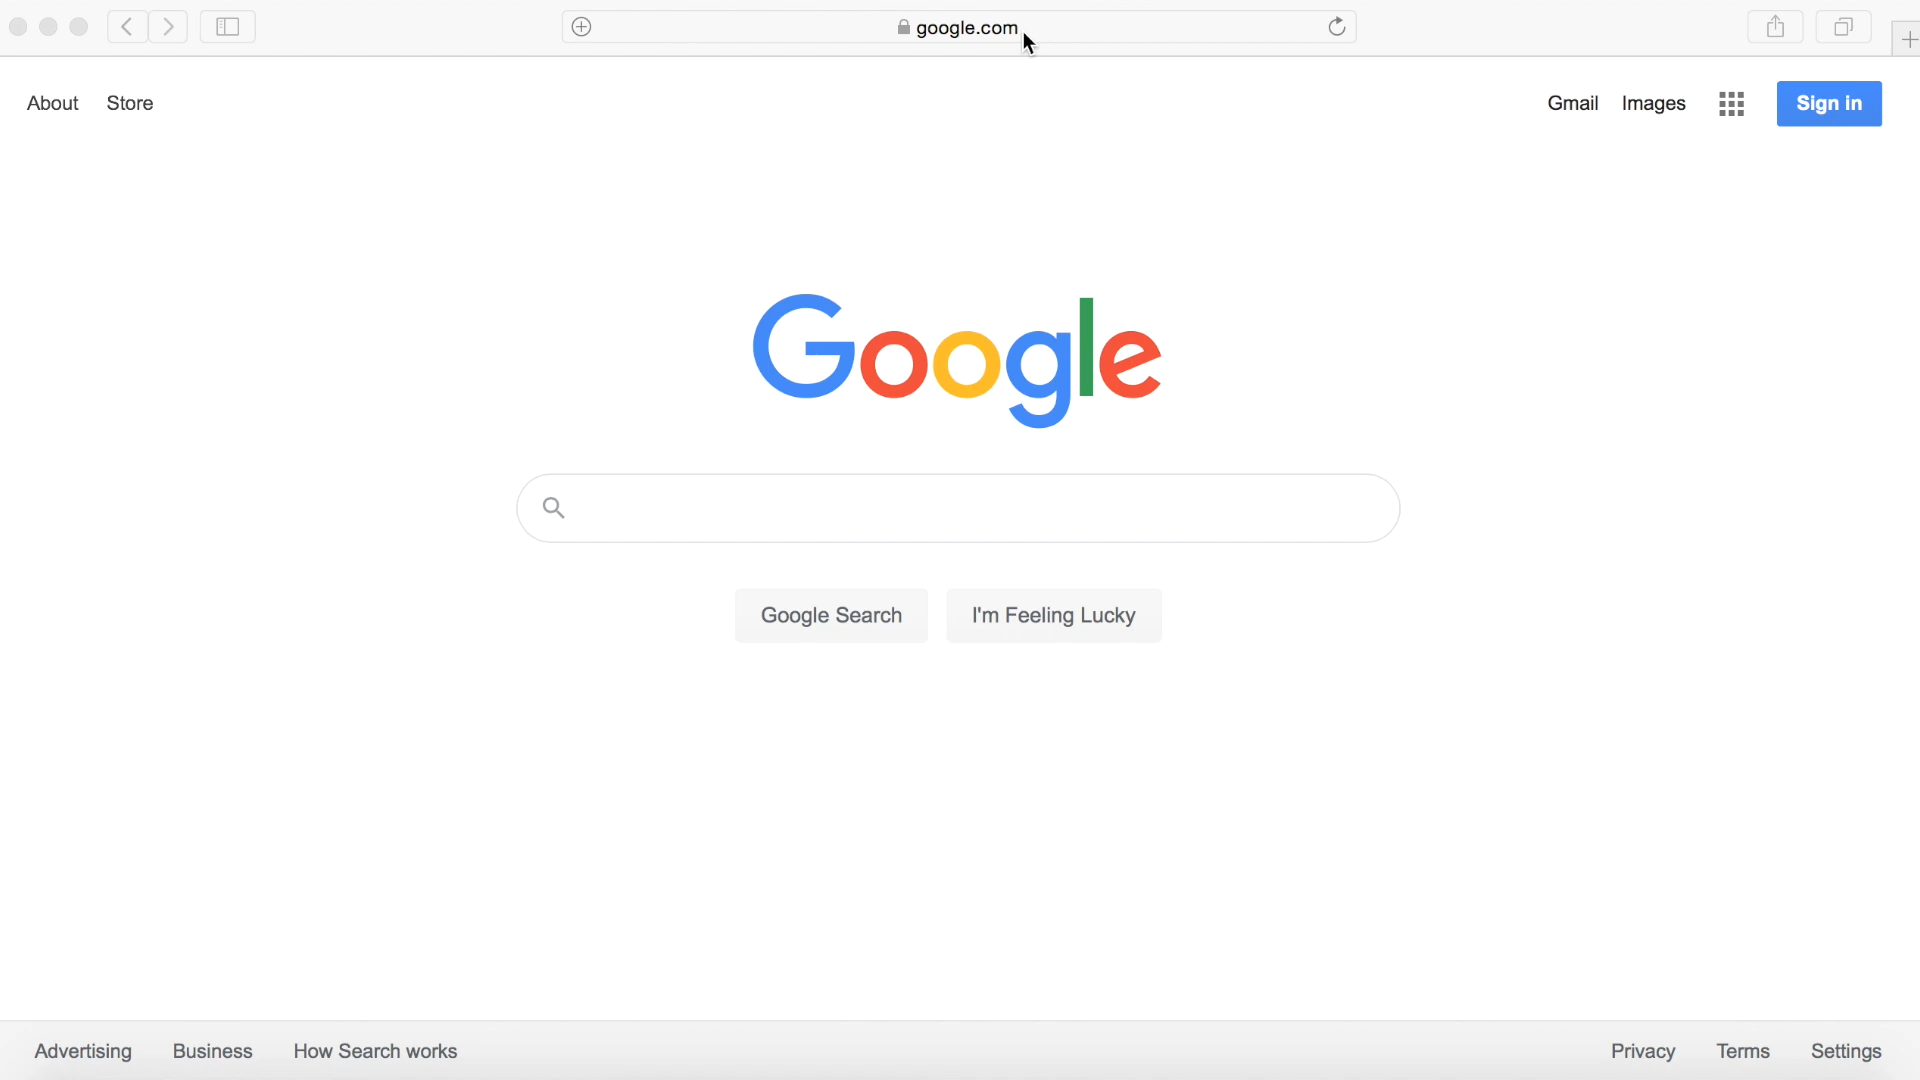 google.com
About Store Gmail Images Sign in
Google
Google Search I'm Feeling Lucky
Advertising Business How Search works Privacy Terms Settings